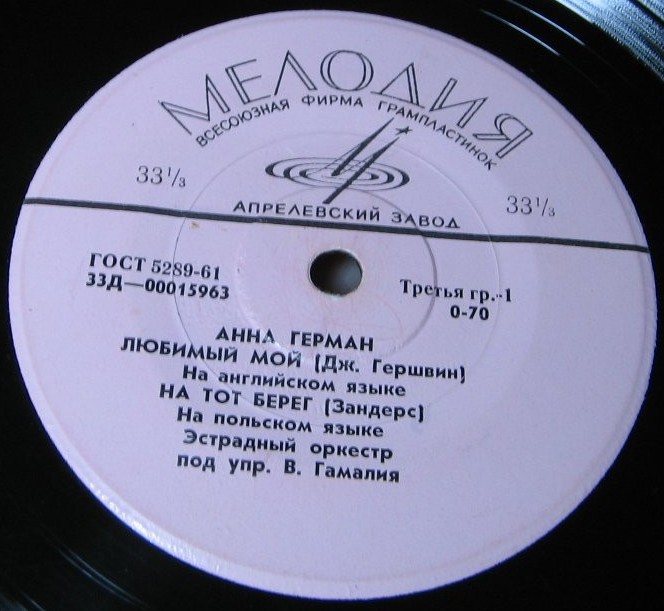 МЕЛОДИЯ
ВСЕСОЮЗНАЯ ФИРМА ГРАМПЛАСТИНОК
33⅓
33⅓
АПРЕЛЕВСКИЙ ЗАВОД
ГОСТ 5289-61
33Д—00015963
Третья гр.-1
0-70
АННА ГЕРМАН
ЛЮБИМЫЙ МОЙ (Дж. Гершвин)
На английском языке
НА ТОТ БЕРЕГ (Зандерс)
На польском языке
Эстрадный оркестр
под упр. В. Гамалия